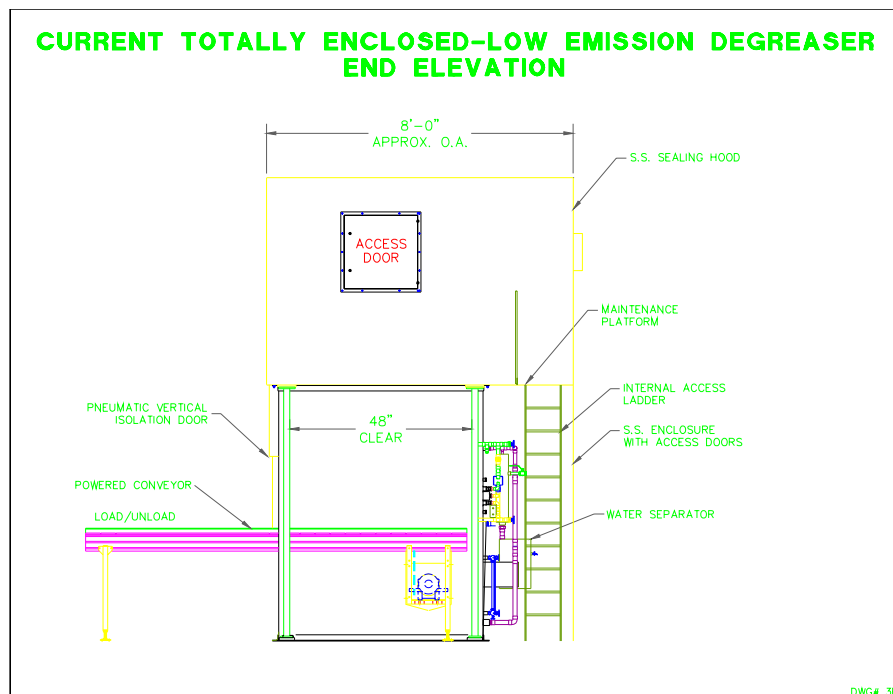 CURRENT TOTALLY ENCLOSED-LOW EMISSION DEGREASER
END ELEVATION
8'-0"
APPROX. O.A.
S.S. SEALING HOOD
ACCESS
DOOR
MAINTENANCE
PLATFORM
INTERNAL ACCESS
LADDER
PNEUMATIC VERTICAL
ISOLATION DOOR
48"
CLEAR
S.S. ENCLOSURE
WITH ACCESS DOORS
POWERED CONVEYOR
LOAD/UNLOAD
WATER SEPARATOR
DWG#